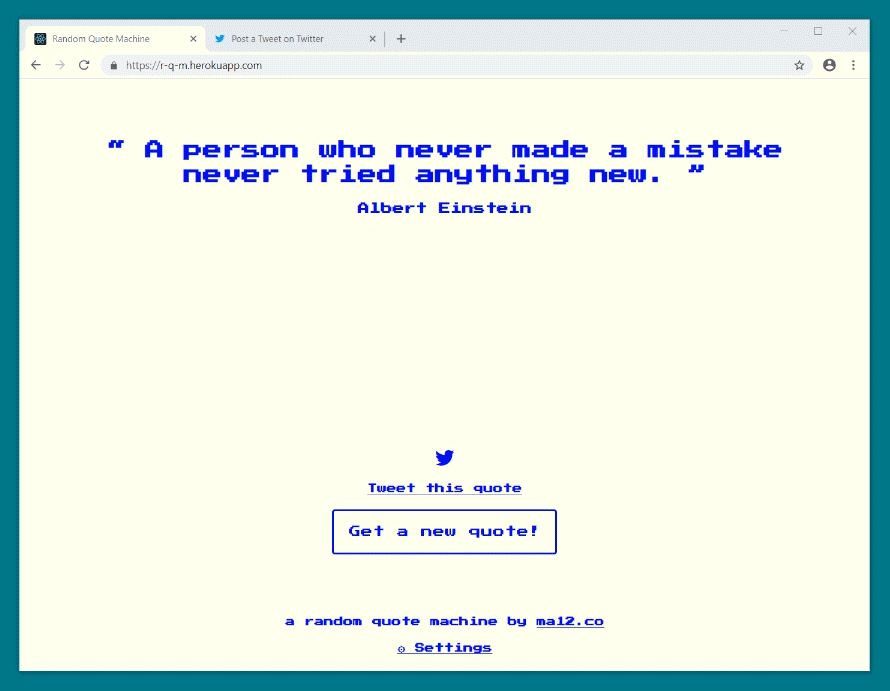 Random Quote Machine
Post a Tweet on Twitter
https://r-q-m.herokuapp.com
“ A person who never made a mistake
never tried anything new. ”
Albert Einstein
Tweet this quote
Get a new quote!
a random quote machine by ma12.co
Settings